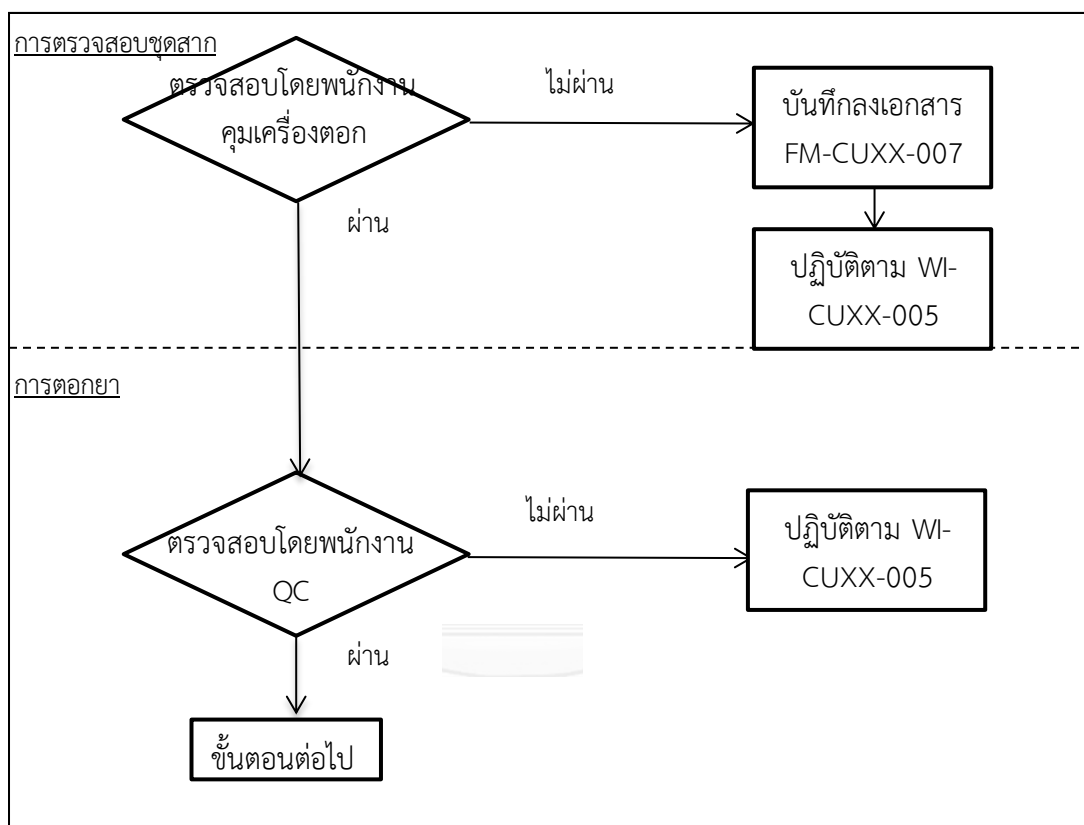 การตรวจสอบชุดสาก
ตรวจสอบโดยพนักงาน
คุมเครื่องตอก
ไม่ผ่าน
บันทึกลงเอกสาร
FM-CUXX-007
ผ่าน
ปฏิบัติตาม WI-
CUXX-005
การตอกยา
ตรวจสอบโดยพนักงาน
QC
ไม่ผ่าน
ปฏิบัติตาม WI-
CUXX-005
ผ่าน
ขั้นตอนต่อไป